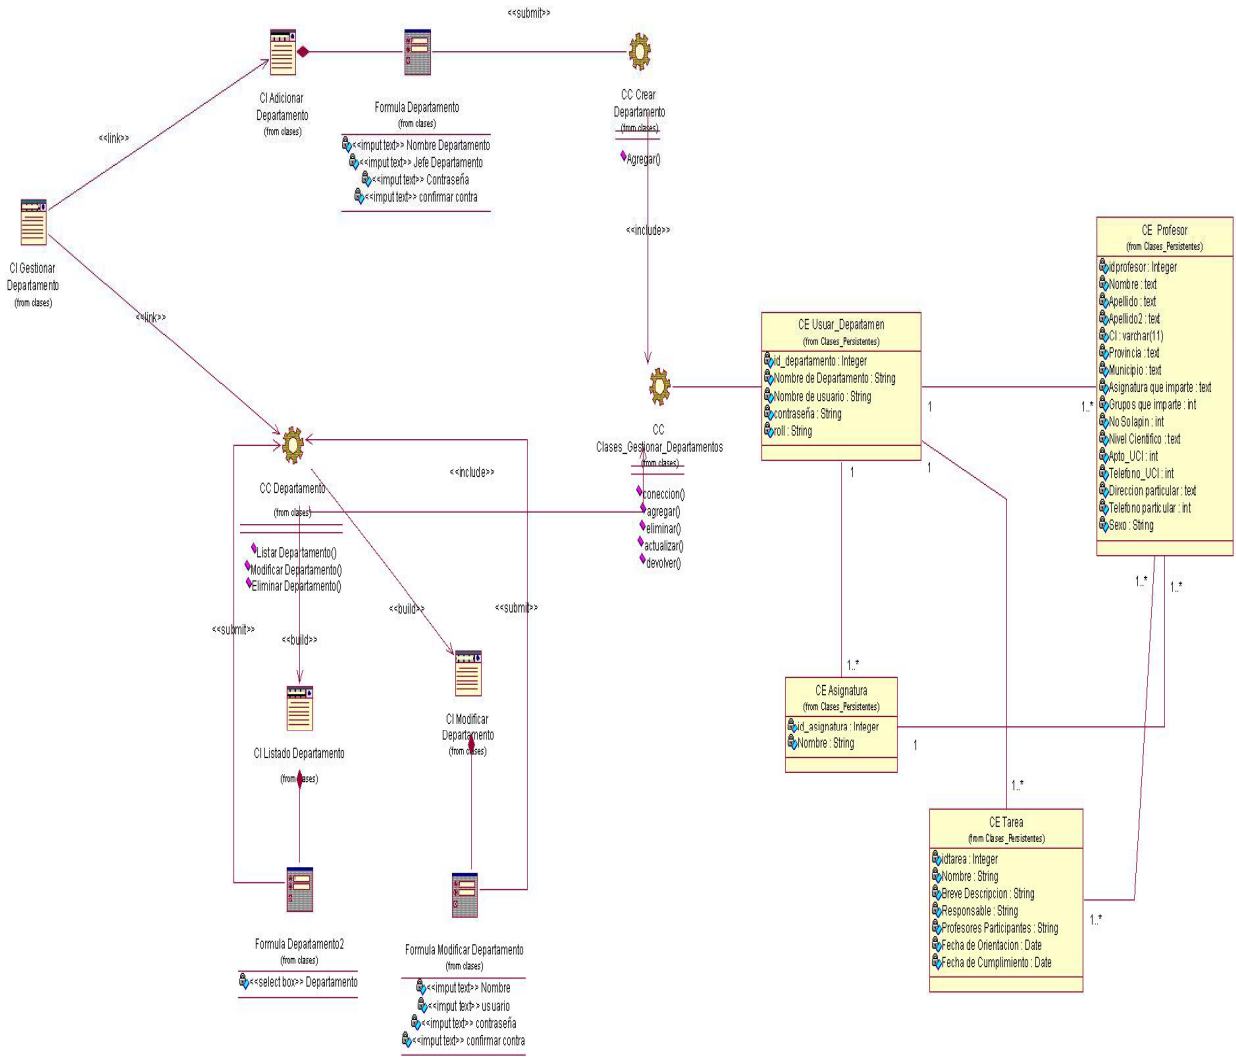 <<submit>>
CI Adicionar
Departamento
(from clases)
Formula Departamento
(from clases)
<<imput text>> Nombre Departamento
<<imput text>> Jefe Departamento
<<imput text>> Contraseña
<<imput text>> confirmar contra
CC Crear
Departamento
(from clases)
Agregar()
<<link>>
<<include>>
CI Gestionar
Departamento
(from clases)
<<link>>
CE Profesor
(from Clases_Persistentes)
idprofesor : Integer
Nombre : text
Apellido : text
Apellido2 : text
CI : varchar(11)
Provincia : text
Municipio : text
Asignatura que imparte : text
Grupos que imparte : int
No Solapin : int
Nivel Cientifico : text
Apto_UCI : int
Telefono_UCI : int
Direccion particular : text
Telefono particular : int
Sexo : String
CE Usuar_Departamen
(from Clases_Persistentes)
id_departamento : Integer
Nombre de Departamento : String
Nombre de usuario : String
contraseña : String
roll : String
1
1..*
1
1
CC
Clases_Gestionar_Departamentos
(from clases)
coneccion()
agregar()
eliminar()
actualizar()
devolver()
<<include>>
CC Departamento
(from clases)
Listar Departamento()
Modificar Departamento()
Eliminar Departamento()
<<submit>>
<<build>>
<<build>>
<<submit>>
1..*
1..*
1..*
CE Asignatura
(from Clases_Persistentes)
id_asignatura : Integer
Nombre : String
1
1..*
CI Modificar
Departamento
(from clases)
CI Listado Departamento
(from clases)
CE Tarea
(from Clases_Persistentes)
idtarea : Integer
Nombre : String
Breve Descripcion : String
Responsable : String
Profesores Participantes : String
Fecha de Orientacion : Date
Fecha de Cumplimiento : Date
1..*
Formula Departamento2
(from clases)
<<select box>> Departamento
Formula Modificar Departamento
(from clases)
<<imput text>> Nombre
<<imput text>> usuario
<<imput text>> contraseña
<<imput text>> confirmar contra